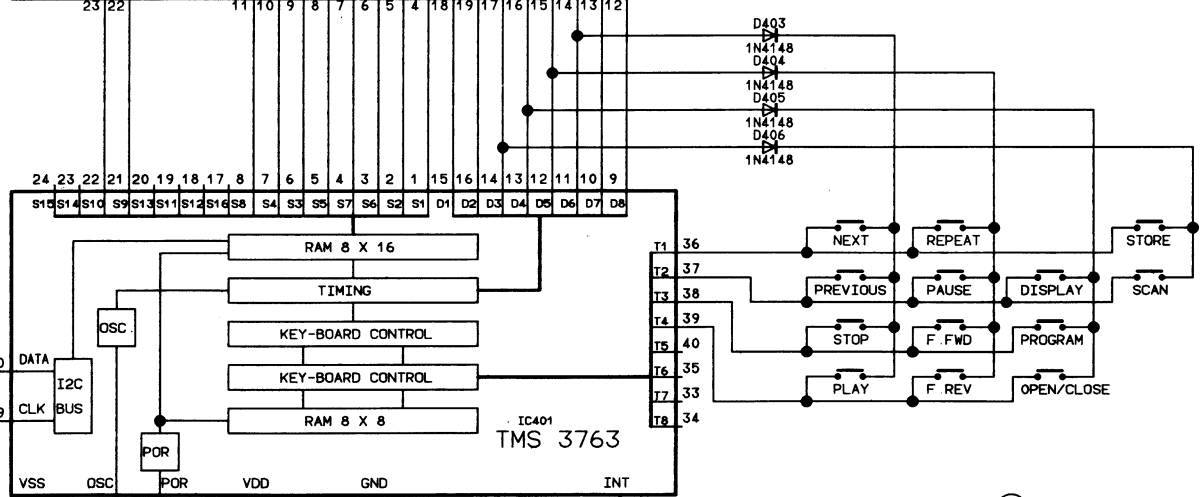 23 22 11 10 9 8 7 6 5 4 18 19 17 16 15 14 13 12
D403
1N4148
D404
1N4148
D405
1N4148
D406
1N4148
24 23 22 21 20 19 18 17 8 7 6 5 4 3 2 1 15 16 14 13 12 11 10 9
S15 S14 S10 S9 S13 S11 S12 S16 S8 S4 S3 S5 S7 S6 S2 S1 D1 D2 D3 D4 D5 D6 D7 D8
RAM 8 X 16
T1 36
NEXT REPEAT STORE
TIMING
T2 37
PREVIOUS PAUSE DISPLAY SCAN
T3 38
OSC.
KEY-BOARD CONTROL
T4 39
STOP F.FWD PROGRAM
T5 40
DATA
I2C
BUS
KEY-BOARD CONTROL
T6 35
PLAY F.REV OPEN/CLOSE
CLK
T7 33
RAM 8 X 8
T8 34
IC401
TMS 3763
POR
VSS OSC POR VDD GND INT